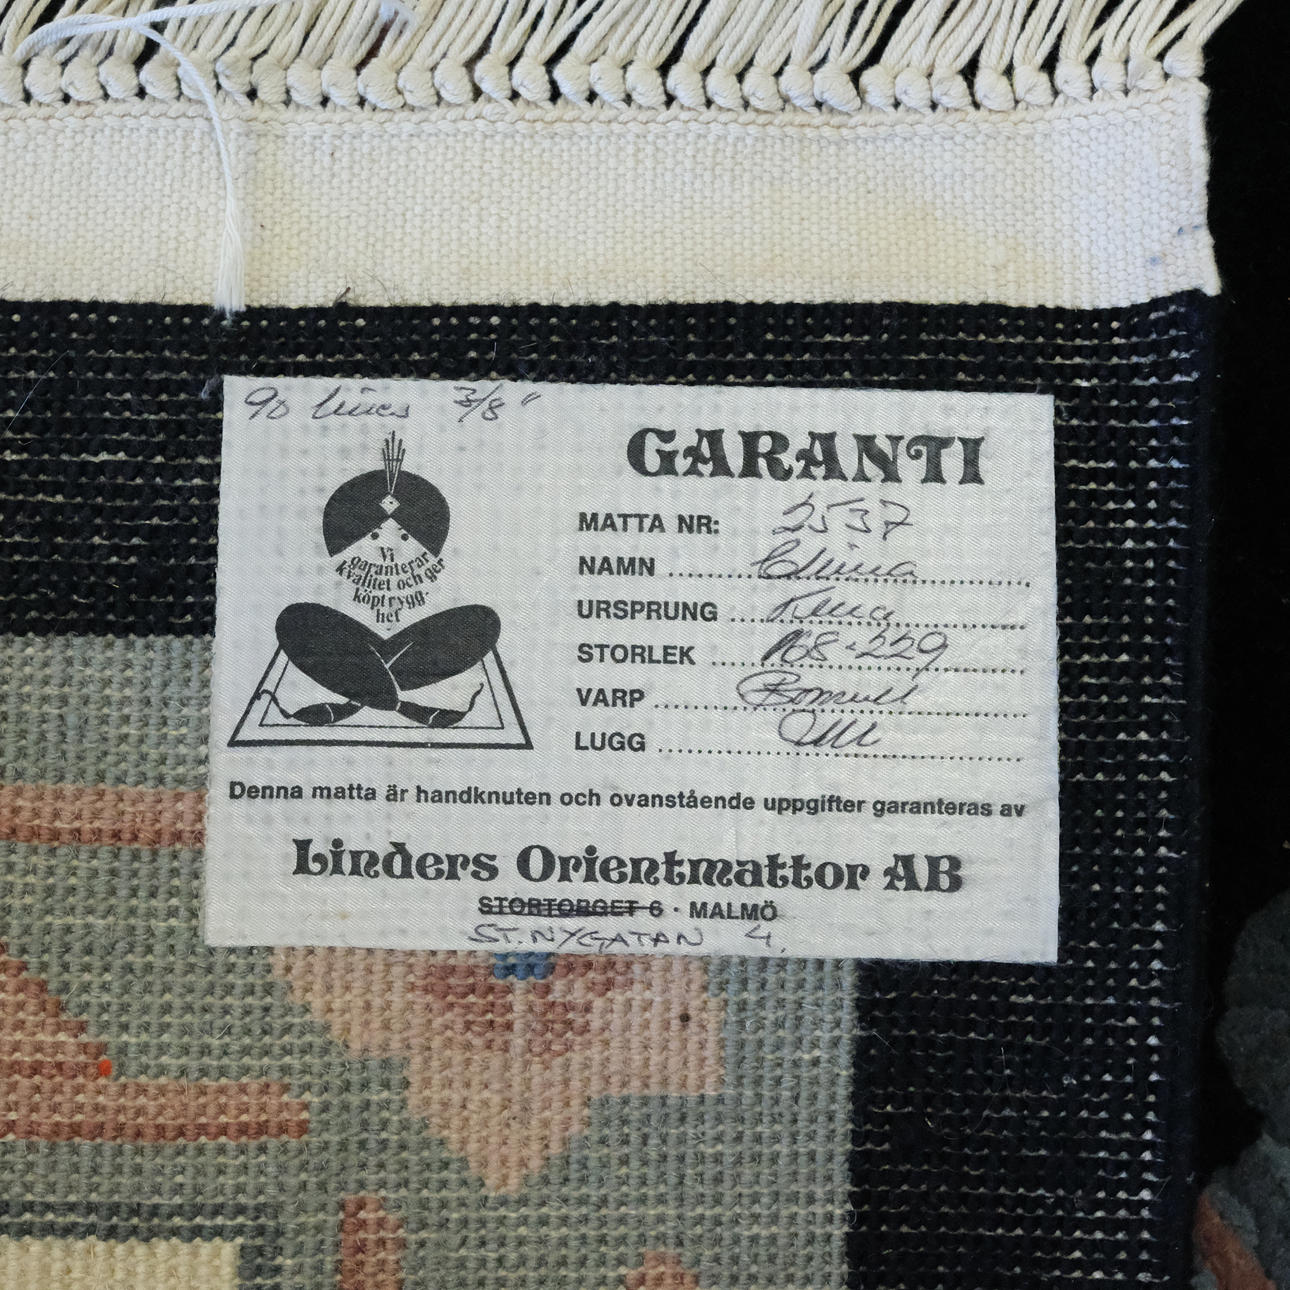 90 lines 3/8"
GARANTI
MATTA NR: 2537
NAMN ..... China
URSPRUNG ..... Kina
STORLEK ..... 168-229
VARP ..... Bomull
LUGG ..... Ull
Vi
garanterar
kvalitet och ger
köptrygg-
het
Denna matta är handknuten och ovanstående uppgifter garanteras av
Linders Orientmattor AB
STORTORGET 6 · MALMÖ
ST. NYGATAN 4.